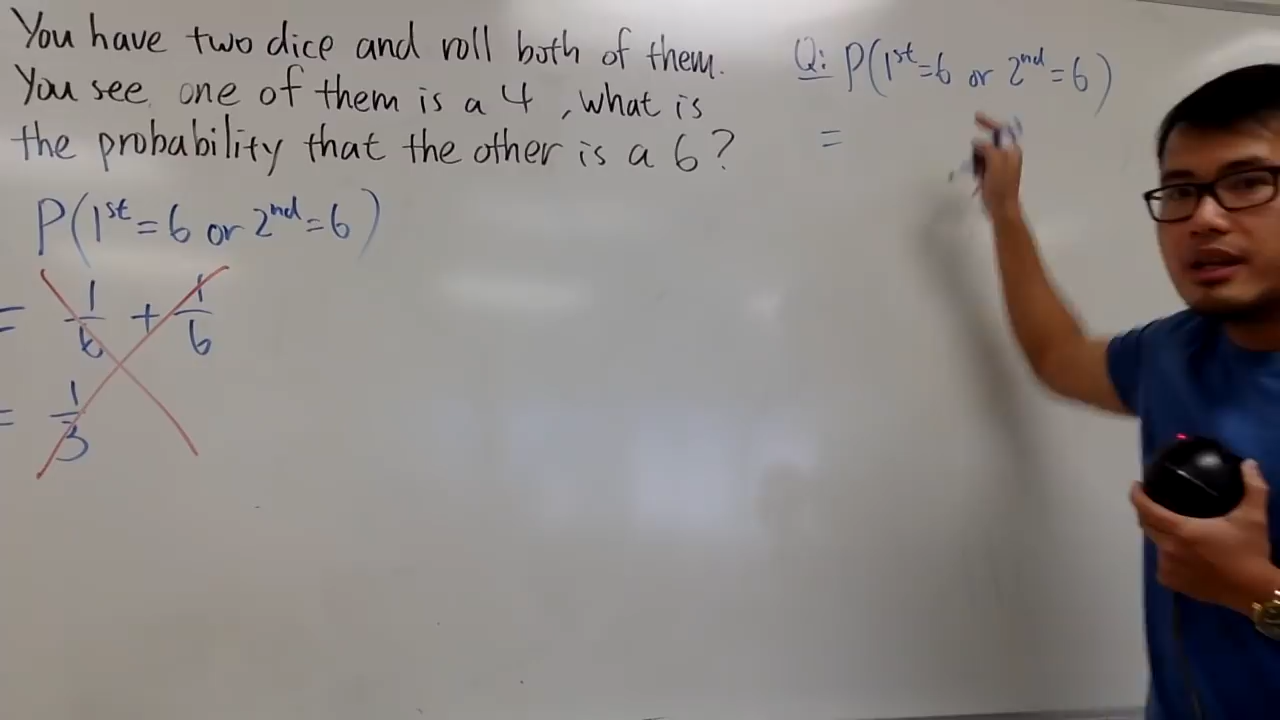 You have two dice and roll both of them.
You see one of them is a 4, what is
the probability that the other is a 6?
P(1st=6 or 2nd=6)
= 1/6 + 1/6
= 1/3
Q: P(1st=6 or 2nd=6)
=